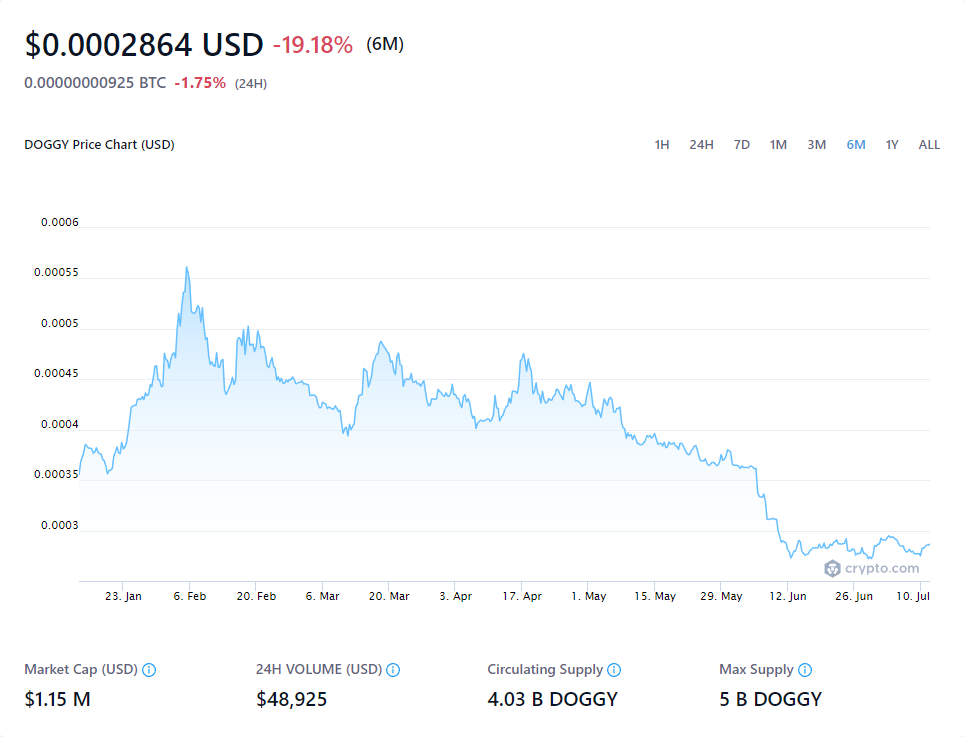 $0.0002864 USD -19.18% (6M)
0.00000000925 BTC -1.75% (24H)
DOGGY Price Chart (USD) 1H 24H 7D 1M 3M 6M 1Y ALL
0.0006
0.00055
0.0005
0.00045
0.0004
0.00035
0.0003
crypto.com
23. Jan 6. Feb 20. Feb 6. Mar 20. Mar 3. Apr 17. Apr 1. May 15. May 29. May 12. Jun 26. Jun 10. Jul
Market Cap (USD) 24H VOLUME (USD) Circulating Supply Max Supply
$1.15 M $48,925 4.03 B DOGGY 5 B DOGGY